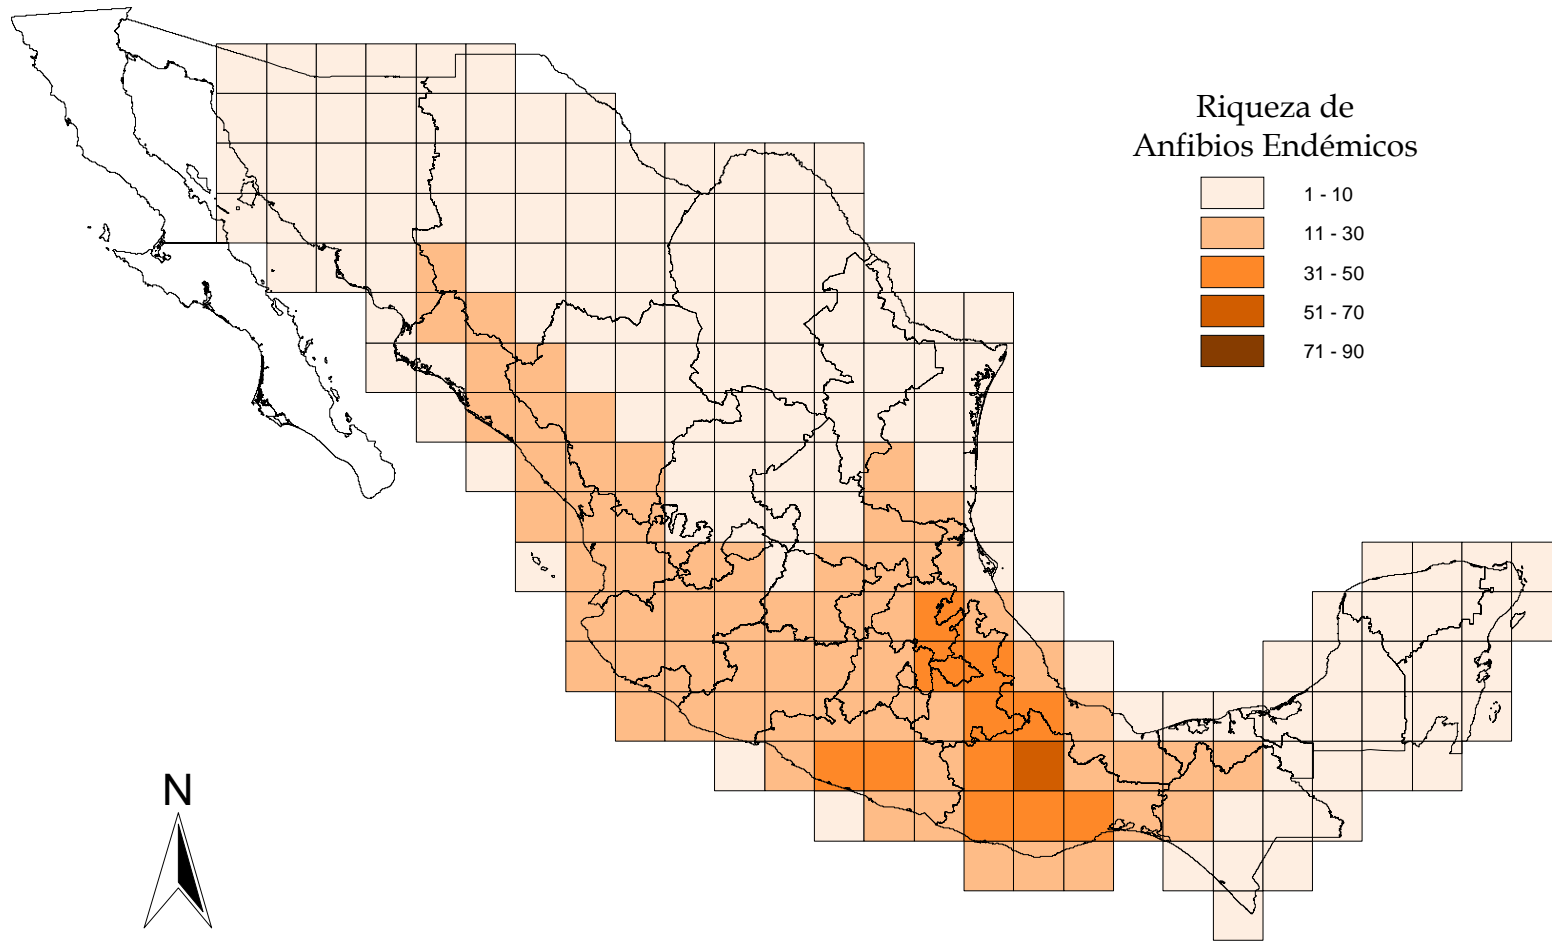 Riqueza de
Anfibios Endémicos
1 - 10
11 - 30
31 - 50
51 - 70
71 - 90
N